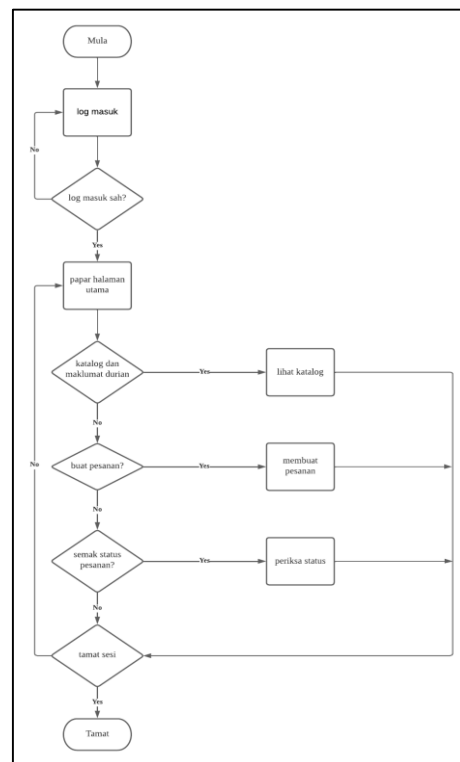 Mula
log masuk
No
log masuk sah?
Yes
papar halaman
utama
katalog dan
maklumat durian
Yes
lihat katalog
No
buat pesanan?
Yes
membuat
pesanan
No
No
semak status
pesanan?
Yes
periksa status
No
tamat sesi
Yes
Tamat